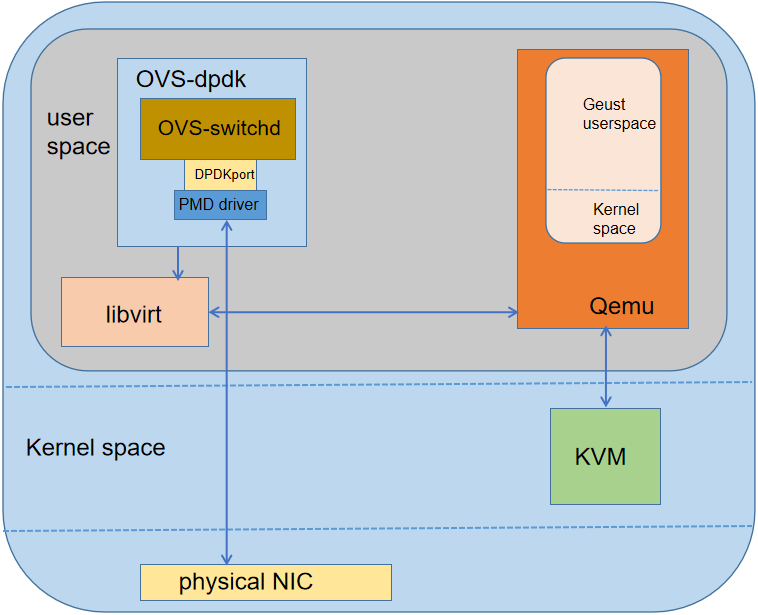 OVS-dpdk
user
space
OVS-switchd
DPDKport
PMD driver
libvirt
Geust
userspace
Kernel
space
Qemu
Kernel space
KVM
physical NIC